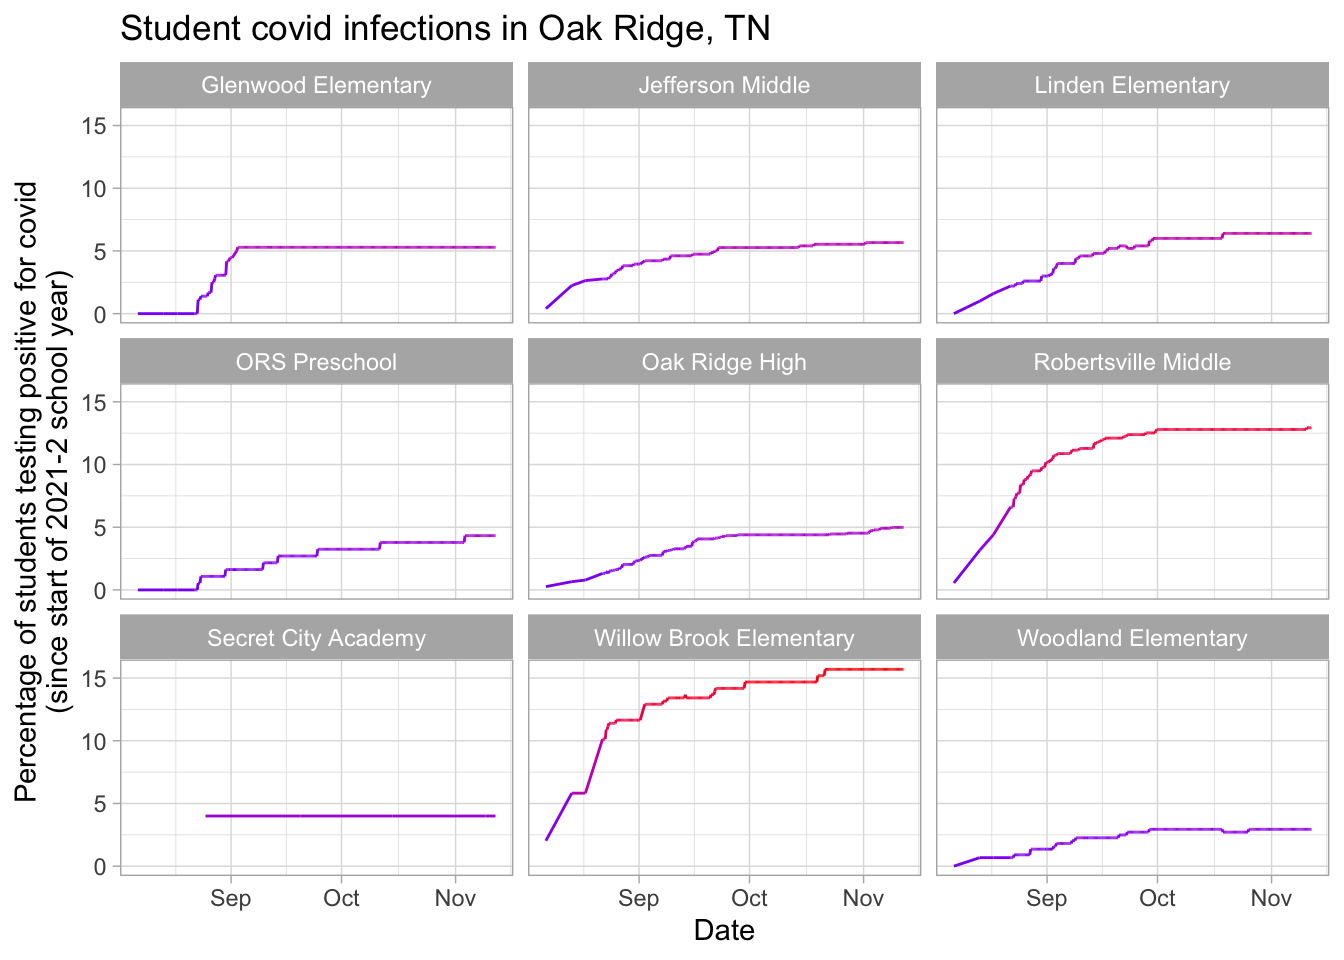 Student covid infections in Oak Ridge, TN
Percentage of students testing positive for covid
(since start of 2021-2 school year)
Glenwood Elementary
Jefferson Middle
Linden Elementary
15
10
5
0
ORS Preschool
Oak Ridge High
Robertsville Middle
15
10
5
0
Secret City Academy
Willow Brook Elementary
Woodland Elementary
15
10
5
0
Sep Oct Nov
Sep Oct Nov
Sep Oct Nov
Date